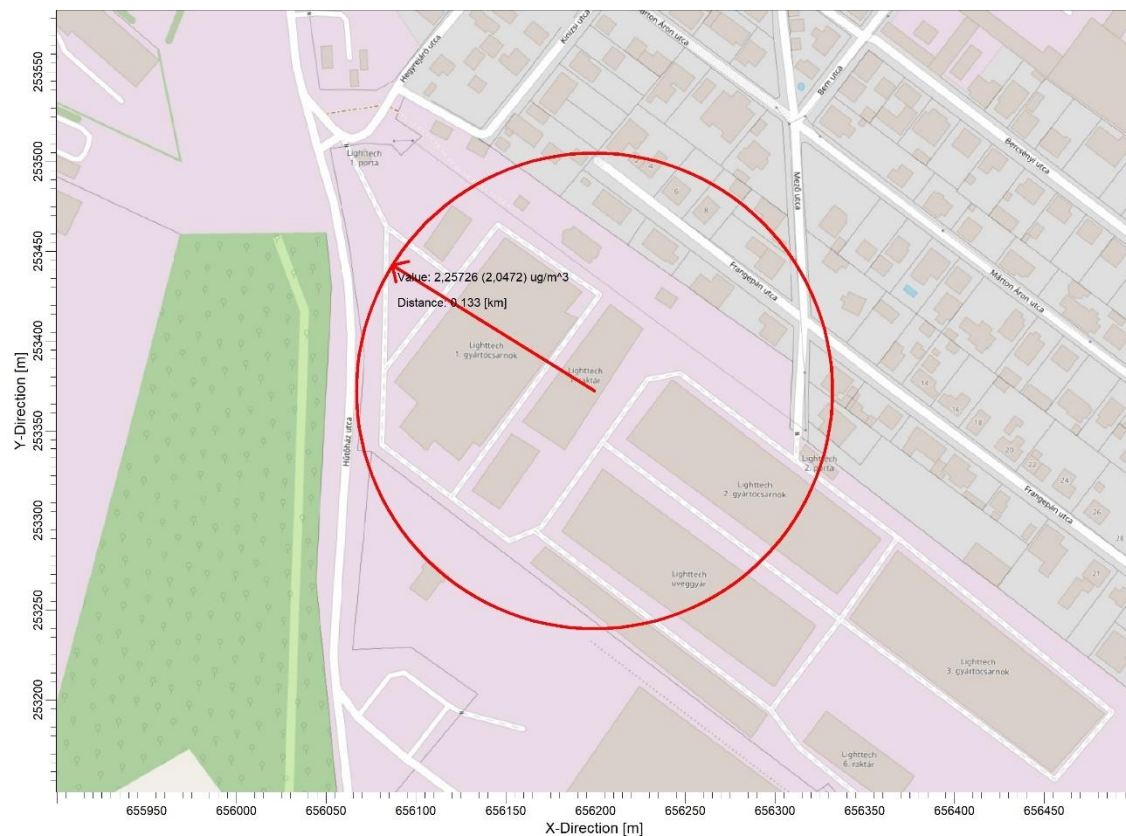 Márton Áron utca
Kinizsi utca
Hegyrejáró utca
Bem utca
Bercsényi utca
Lighttech
1. porta
Mező utca
8
Value: 2,25726 (2,0472) ug/m^3
Distance: 0,133 [km]
Frangepán utca
Márton Áron utca
Lighttech
1. gyártócsarnok
Lighttech
raktár
14
16
18
20
22
24
26
28
21
Hűtőház utca
Lighttech
2. porta
Lighttech
2. gyártócsarnok
Frangepán utca
Lighttech
üveggyár
Lighttech
3. gyártócsarnok
Lighttech
6. raktár
Y-Direction [m]
253550
253500
253450
253400
253350
253300
253250
253200
655950
656000
656050
656100
656150
656200
656250
656300
656350
656400
656450
X-Direction [m]